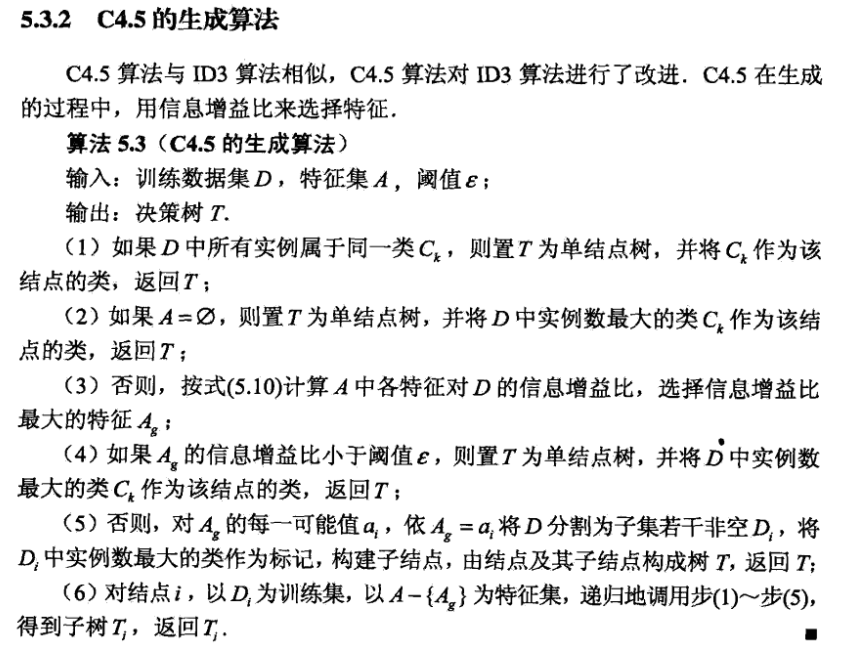 5.3.2 C4.5 的生成算法
C4.5 算法与 ID3 算法相似，C4.5 算法对 ID3 算法进行了改进．C4.5 在生成
的过程中，用信息增益比来选择特征．
算法 5.3（C4.5 的生成算法）
输入：训练数据集 D，特征集 A，阈值 ε；
输出：决策树 T.
（1）如果 D 中所有实例属于同一类 Cₖ，则置 T 为单结点树，并将 Cₖ 作为该
结点的类，返回 T；
（2）如果 A = ∅，则置 T 为单结点树，并将 D 中实例数最大的类 Cₖ 作为该结
点的类，返回 T；
（3）否则，按式(5.10)计算 A 中各特征对 D 的信息增益比，选择信息增益比
最大的特征 A_g；
（4）如果 A_g 的信息增益比小于阈值 ε，则置 T 为单结点树，并将 D 中实例数
最大的类 Cₖ 作为该结点的类，返回 T；
（5）否则，对 A_g 的每一可能值 aᵢ，依 A_g = aᵢ 将 D 分割为子集若干非空 Dᵢ，将
Dᵢ 中实例数最大的类作为标记，构建子结点，由结点及其子结点构成树 T，返回 T；
（6）对结点 i，以 Dᵢ 为训练集，以 A − {A_g} 为特征集，递归地调用步(1)～步(5)，
得到子树 Tᵢ，返回 Tᵢ．